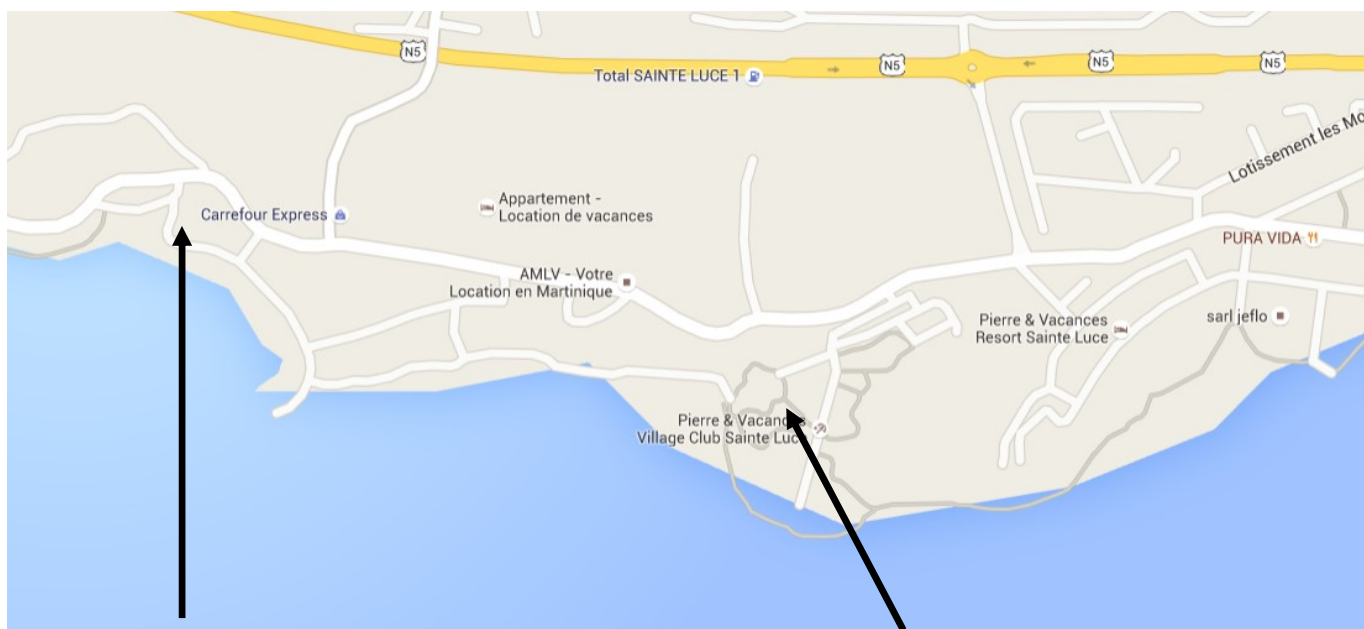 N5
Total SAINTE LUCE 1
N5
N5
N5
Lotissement les Mo
Appartement -
Location de vacances
Carrefour Express
PURA VIDA
AMLV - Votre
Location en Martinique
sarl jeflo
Pierre & Vacances
Resort Sainte Luce
Pierre & Vacances
Village Club Sainte Luce